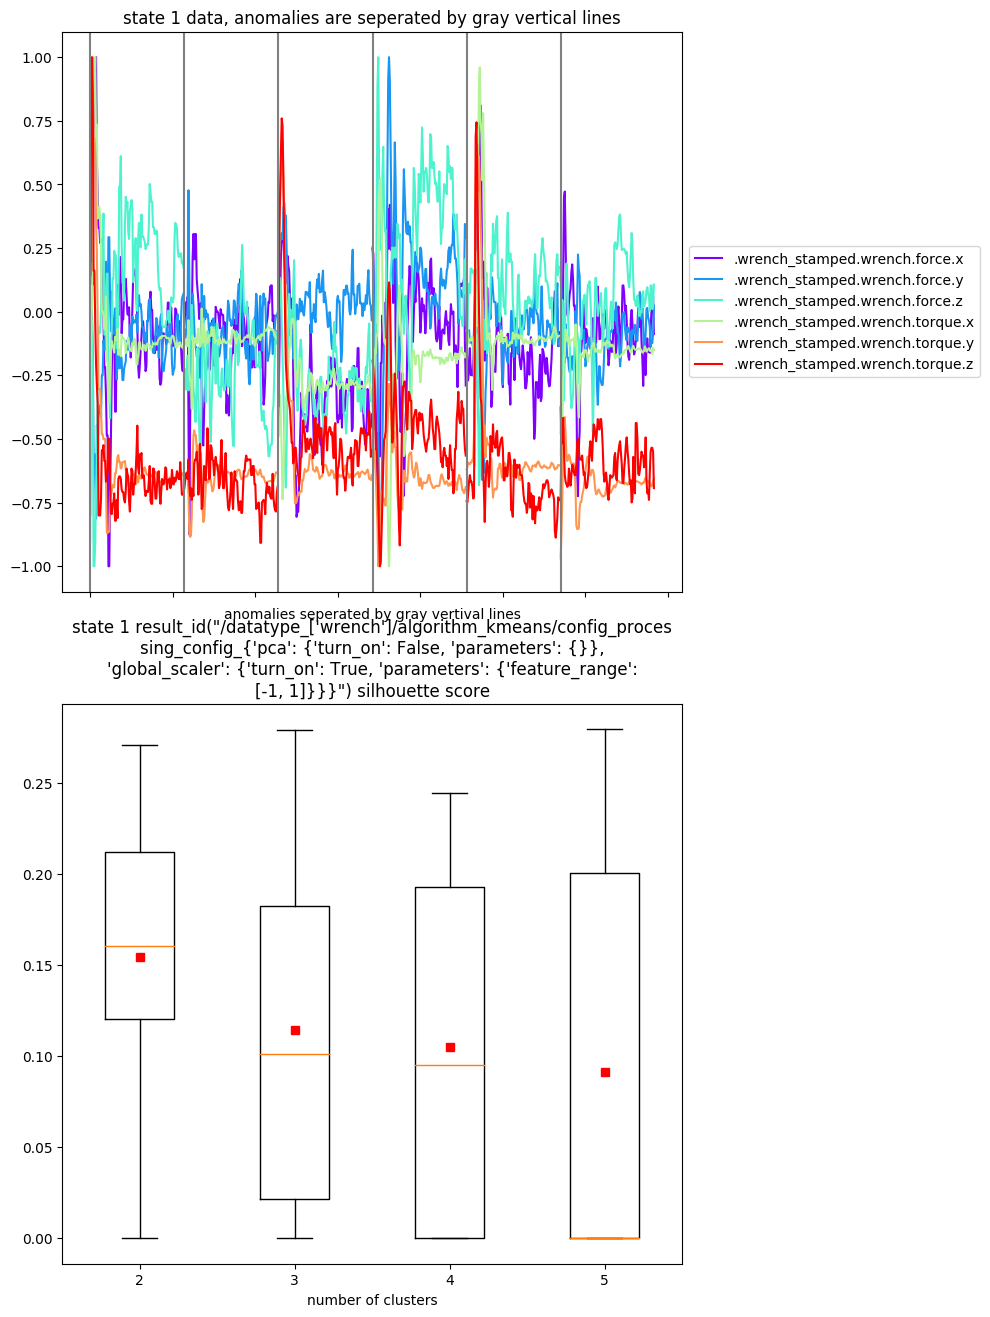 state 1 data, anomalies are seperated by gray vertical lines
1.00
0.75
0.50
0.25
0.00
−0.25
−0.50
−0.75
−1.00
.wrench_stamped.wrench.force.x
.wrench_stamped.wrench.force.y
.wrench_stamped.wrench.force.z
.wrench_stamped.wrench.torque.x
.wrench_stamped.wrench.torque.y
.wrench_stamped.wrench.torque.z
anomalies seperated by gray vertival lines
state 1 result_id("/datatype_['wrench']/algorithm_kmeans/config_proces
sing_config_{'pca': {'turn_on': False, 'parameters': {}},
'global_scaler': {'turn_on': True, 'parameters': {'feature_range':
[-1, 1]}}}") silhouette score
0.25
0.20
0.15
0.10
0.05
0.00
2 3 4 5
number of clusters